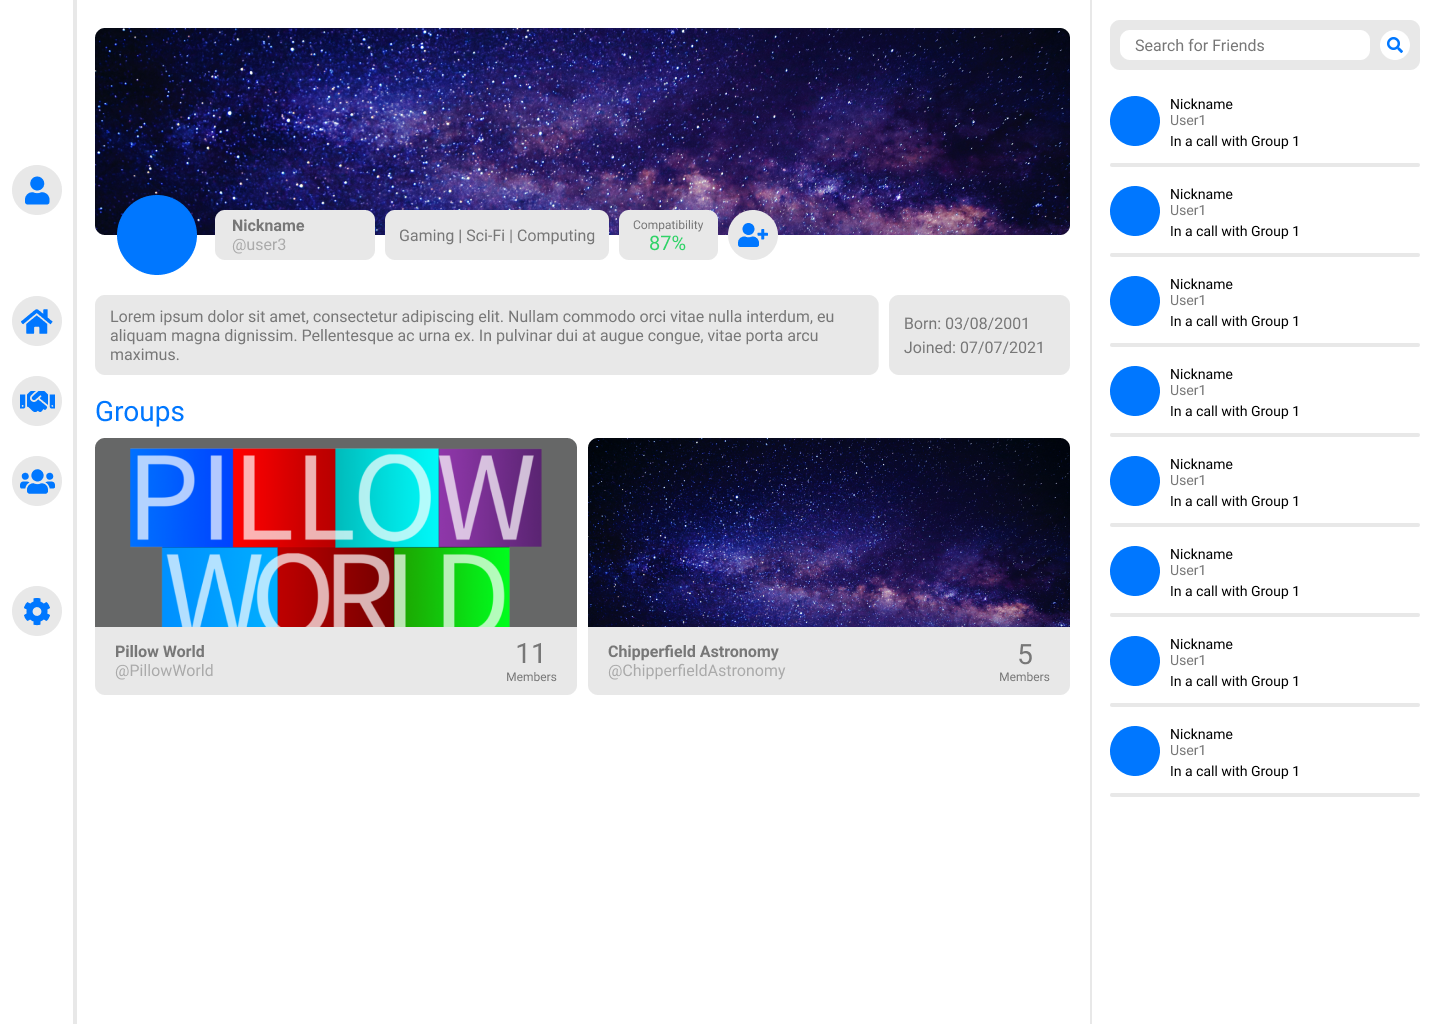 Nickname
@user3
Gaming | Sci-Fi | Computing
Compatibility
87%
Lorem ipsum dolor sit amet, consectetur adipiscing elit. Nullam commodo orci vitae nulla interdum, eu
aliquam magna dignissim. Pellentesque ac urna ex. In pulvinar dui at augue congue, vitae porta arcu
maximus.
Born: 03/08/2001
Joined: 07/07/2021
Groups
PILLOW
WORLD
Pillow World
@PillowWorld
11
Members
Chipperfield Astronomy
@ChipperfieldAstronomy
5
Members
Search for Friends
Nickname
User1
In a call with Group 1
Nickname
User1
In a call with Group 1
Nickname
User1
In a call with Group 1
Nickname
User1
In a call with Group 1
Nickname
User1
In a call with Group 1
Nickname
User1
In a call with Group 1
Nickname
User1
In a call with Group 1
Nickname
User1
In a call with Group 1